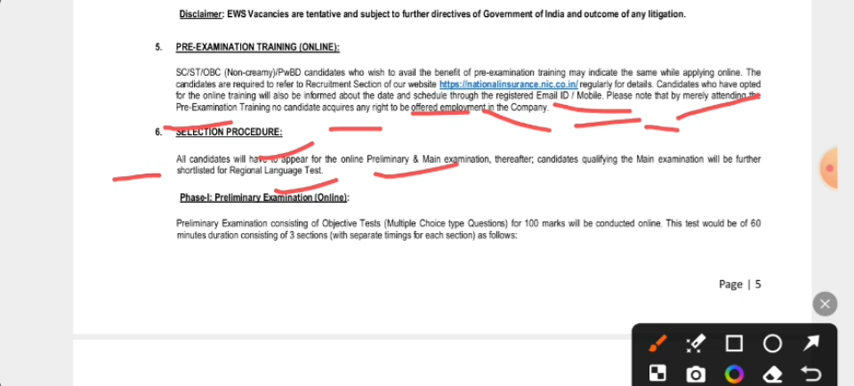 Disclaimer: EWS Vacancies are tentative and subject to further directives of Government of India and outcome of any litigation.
5. PRE-EXAMINATION TRAINING (ONLINE):
SC/ST/OBC (Non-creamy)/PwBD candidates who wish to avail the benefit of pre-examination training may indicate the same while applying online. The
candidates are required to refer to Recruitment Section of our website https://nationalinsurance.nic.co.in/ regularly for details. Candidates who have opted
for the online training will also be informed about the date and schedule through the registered Email ID / Mobile. Please note that by merely attending the
Pre-Examination Training no candidate acquires any right to be offered employment in the Company.
6. SELECTION PROCEDURE:
All candidates will have to appear for the online Preliminary & Main examination, thereafter; candidates qualifying the Main examination will be further
shortlisted for Regional Language Test.
Phase-I: Preliminary Examination (Online):
Preliminary Examination consisting of Objective Tests (Multiple Choice type Questions) for 100 marks will be conducted online. This test would be of 60
minutes duration consisting of 3 sections (with separate timings for each section) as follows:
Page | 5